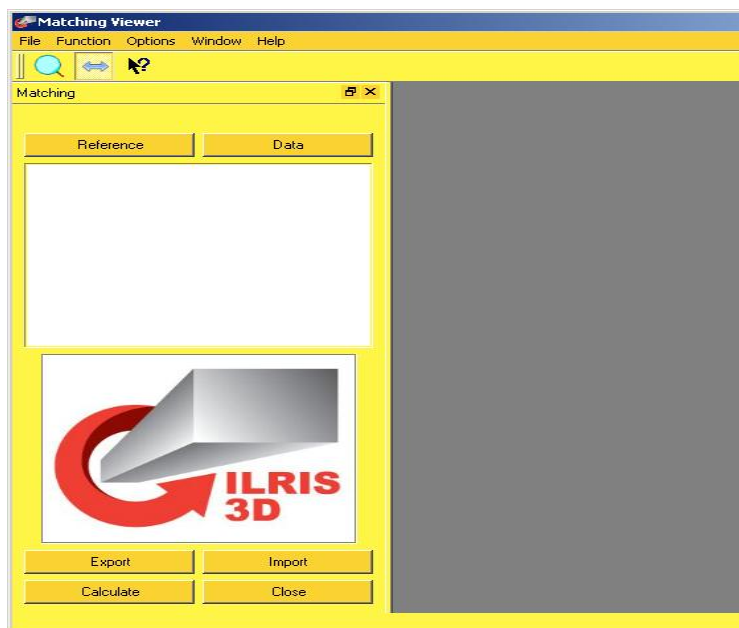 Matching Viewer
File Function Options Window Help
Matching
Reference Data
ILRIS
3D
Export Import
Calculate Close